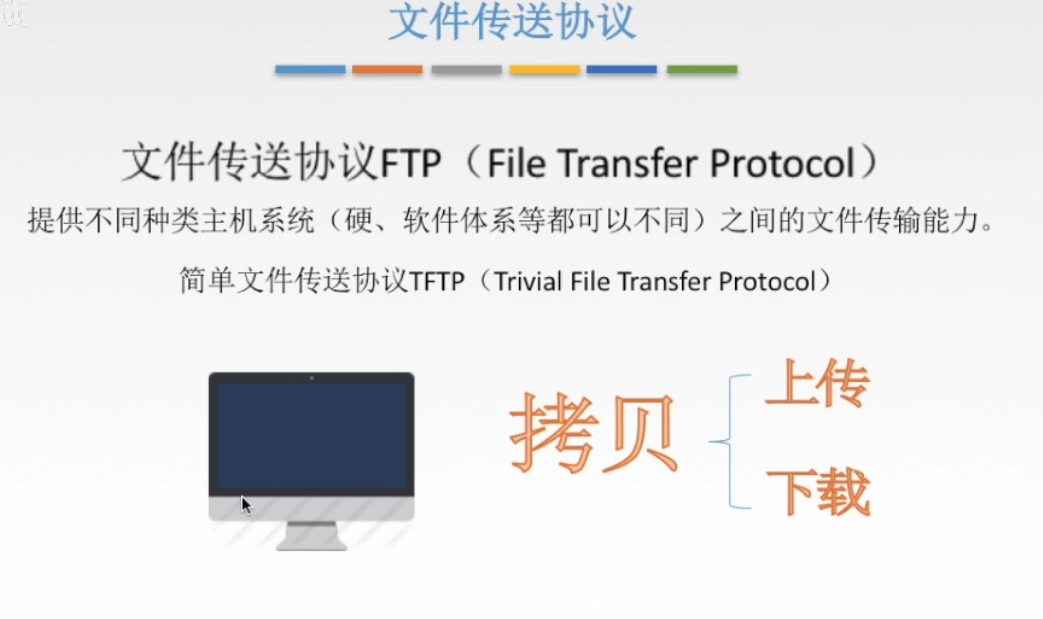 文件传送协议
文件传送协议FTP（File Transfer Protocol）
提供不同种类主机系统（硬、软件体系等都可以不同）之间的文件传输能力。
简单文件传送协议TFTP（Trivial File Transfer Protocol）
拷贝
上传
下载